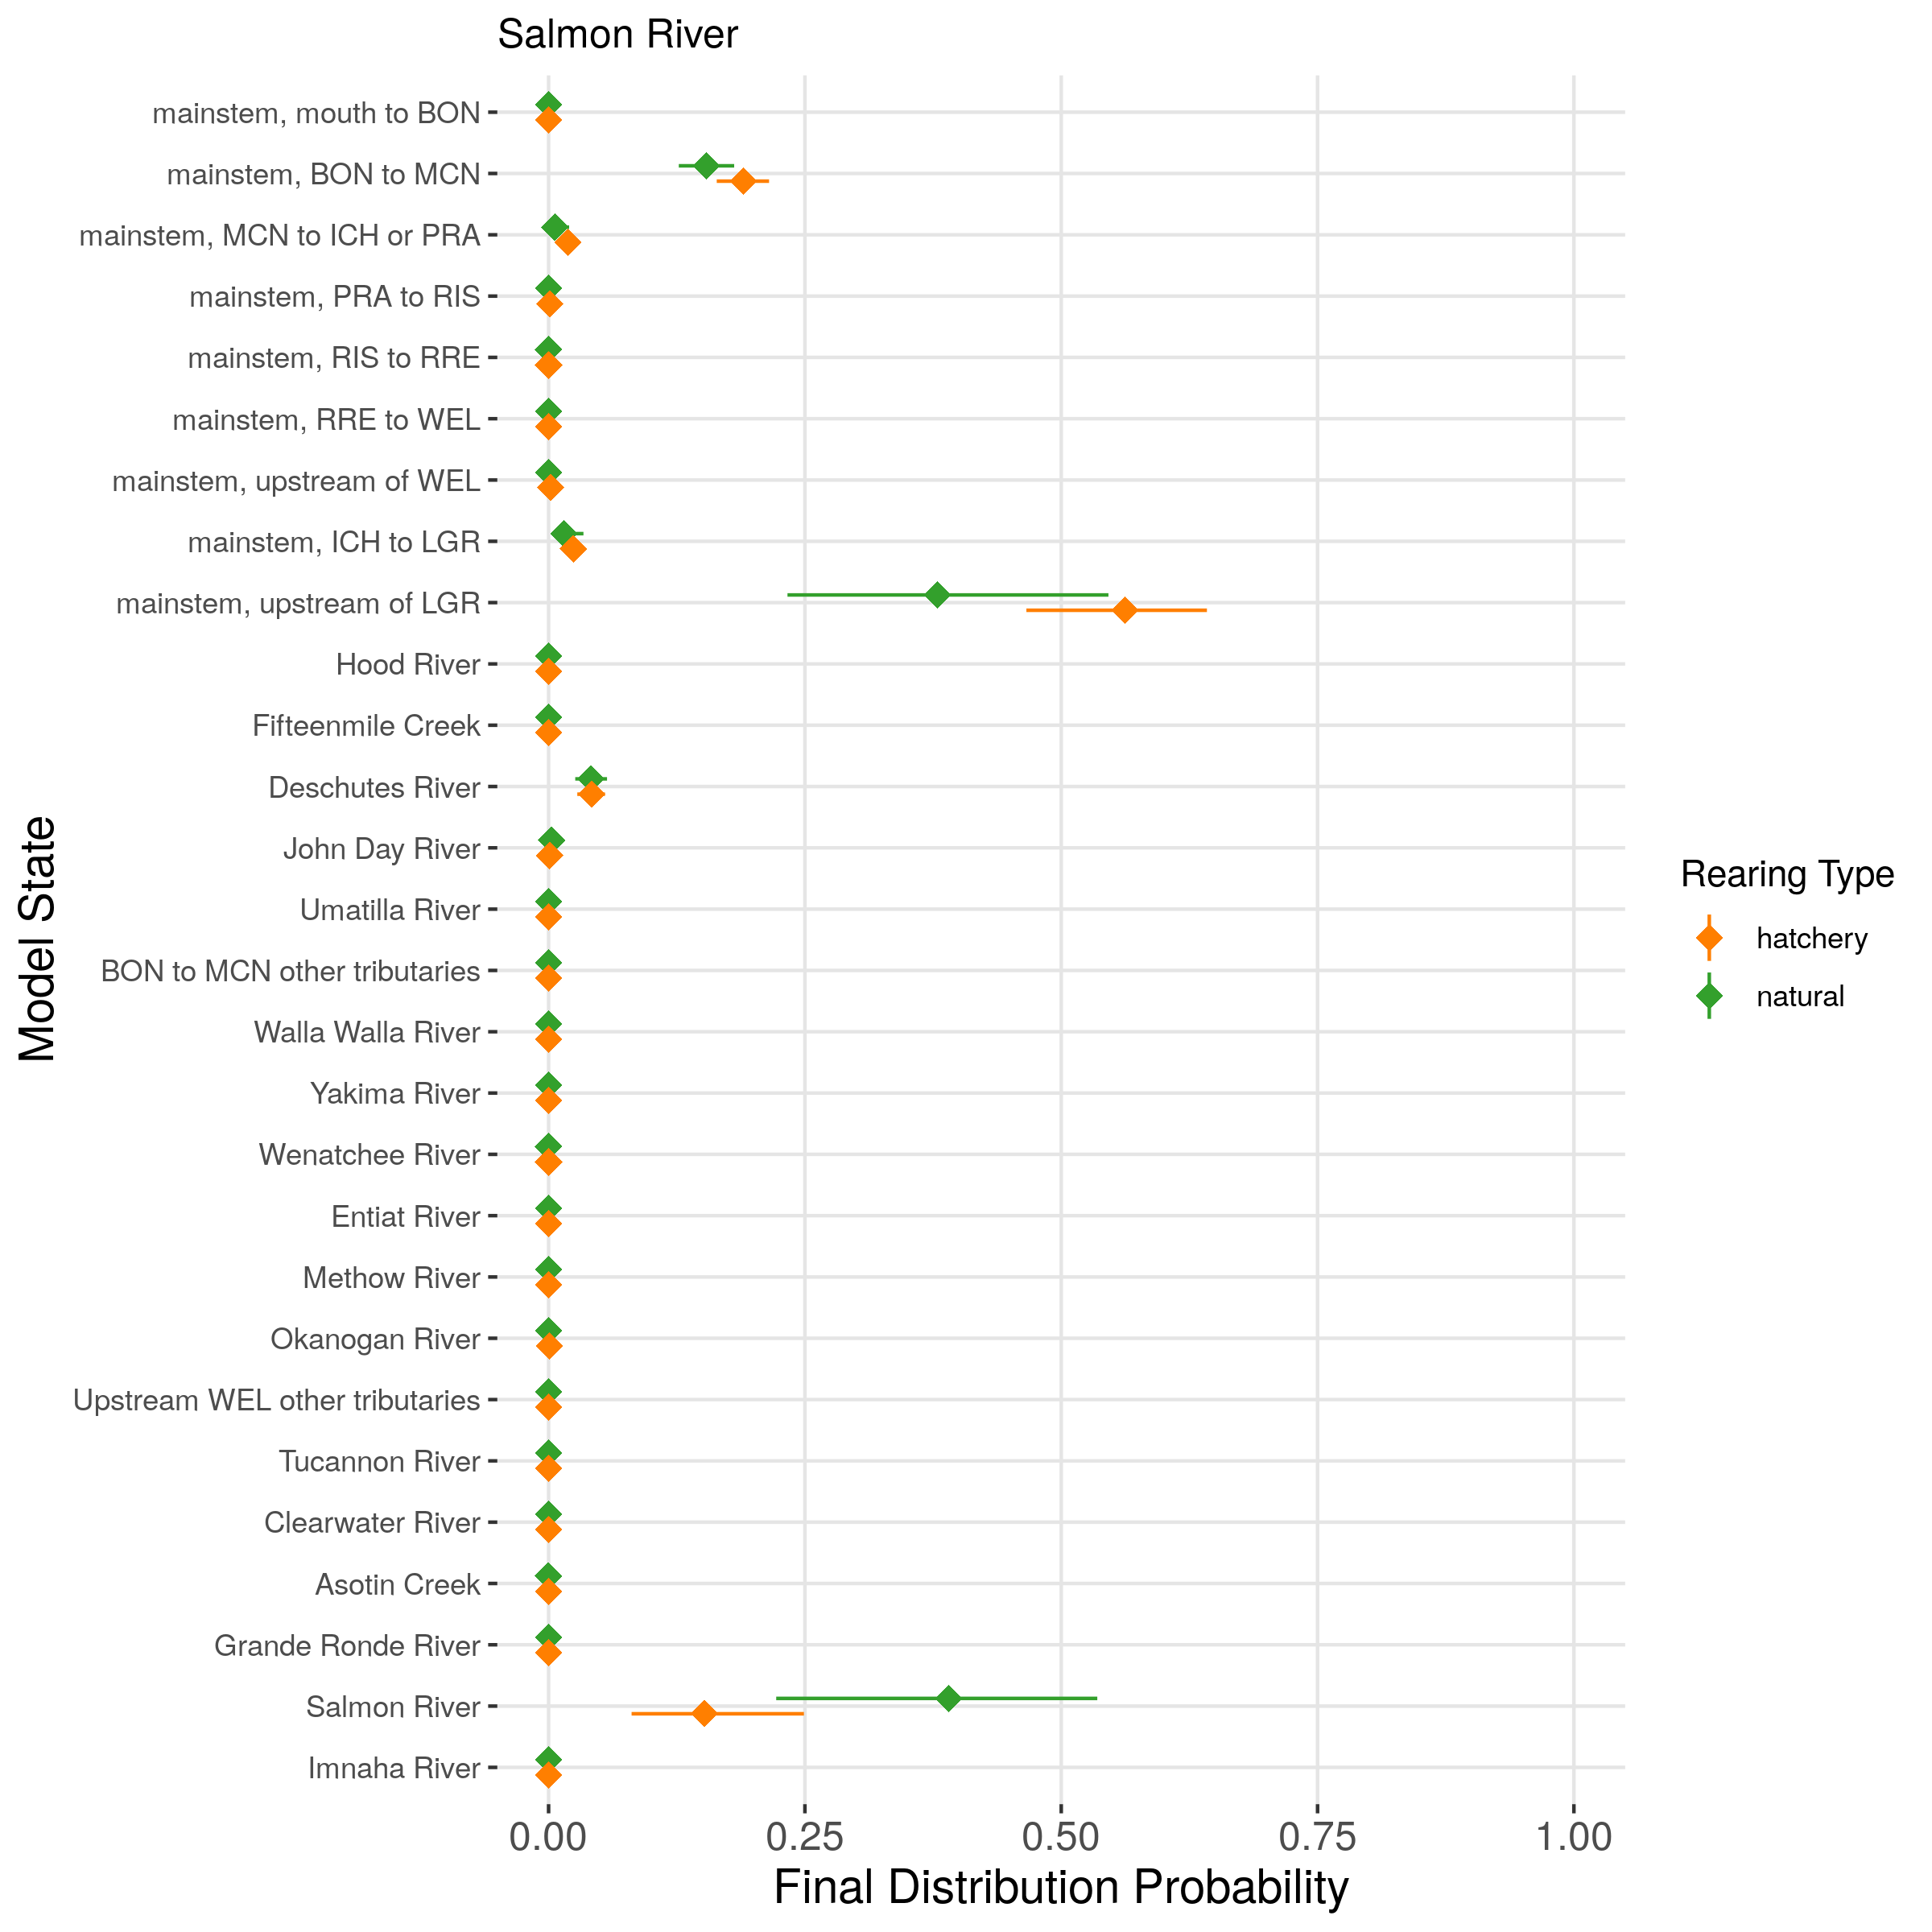 Salmon River
mainstem, mouth to BON
mainstem, BON to MCN
mainstem, MCN to ICH or PRA
mainstem, PRA to RIS
mainstem, RIS to RRE
mainstem, RRE to WEL
mainstem, upstream of WEL
mainstem, ICH to LGR
mainstem, upstream of LGR
Hood River
Fifteenmile Creek
Deschutes River
John Day River
Umatilla River
BON to MCN other tributaries
Walla Walla River
Yakima River
Wenatchee River
Entiat River
Methow River
Okanogan River
Upstream WEL other tributaries
Tucannon River
Clearwater River
Asotin Creek
Grande Ronde River
Salmon River
Imnaha River
Model State
0.00 0.25 0.50 0.75 1.00
Final Distribution Probability
Rearing Type
hatchery
natural